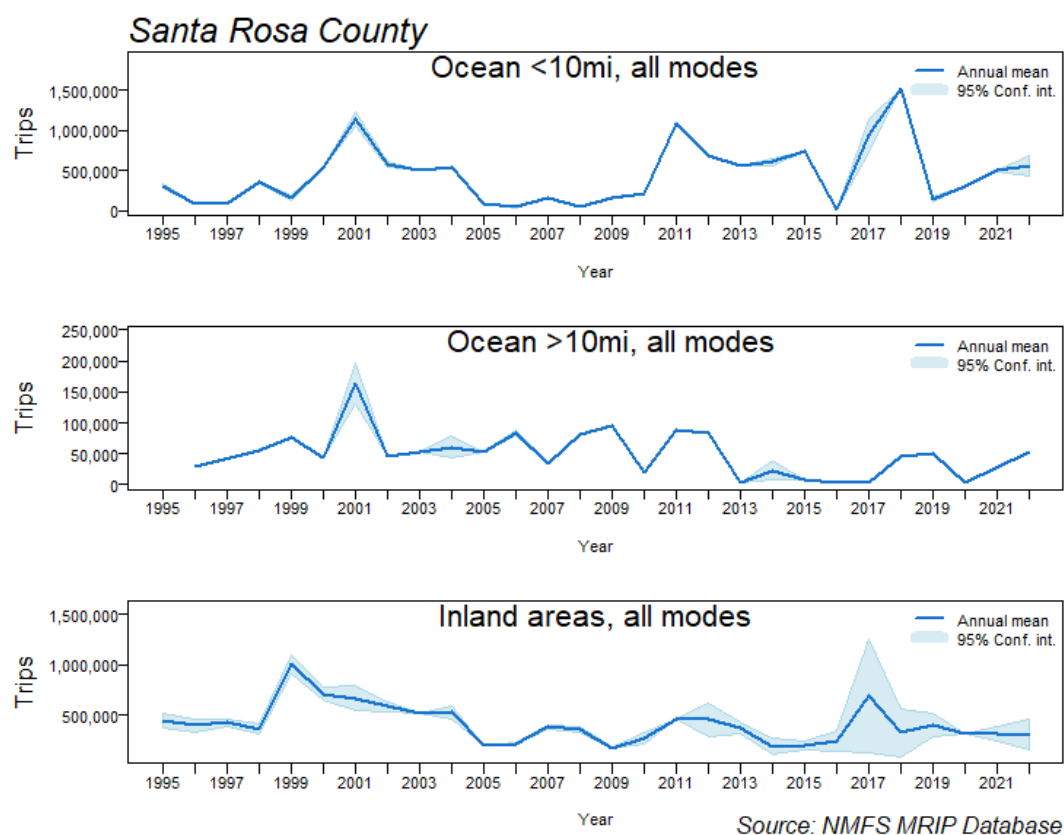 Santa Rosa County
Ocean <10mi, all modes
Annual mean
95% Conf. int.
Trips
1,500,000
1,000,000
500,000
0
1995 1997 1999 2001 2003 2005 2007 2009 2011 2013 2015 2017 2019 2021
Year
Ocean >10mi, all modes
Annual mean
95% Conf. int.
Trips
250,000
200,000
150,000
100,000
50,000
0
1995 1997 1999 2001 2003 2005 2007 2009 2011 2013 2015 2017 2019 2021
Year
Inland areas, all modes
Annual mean
95% Conf. int.
Trips
1,500,000
1,000,000
500,000
1995 1997 1999 2001 2003 2005 2007 2009 2011 2013 2015 2017 2019 2021
Year
Source: NMFS MRIP Database